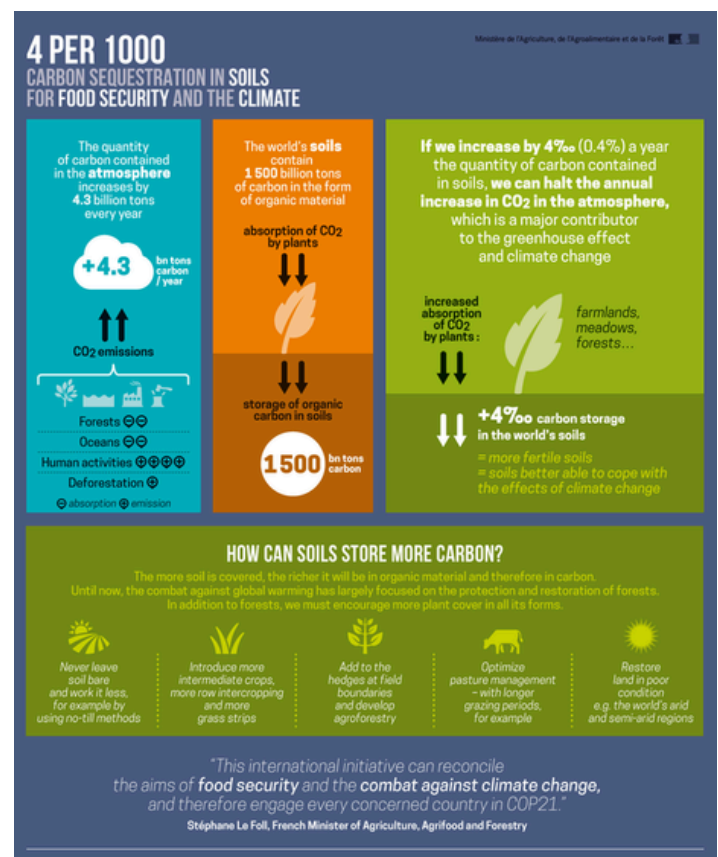 4 PER 1000
CARBON SEQUESTRATION IN SOILS
FOR FOOD SECURITY AND THE CLIMATE
Ministère de l'Agriculture, de l'Agroalimentaire et de la Forêt
The quantity
of carbon contained
in the atmosphere
increases by
4.3 billion tons
every year
+4.3
bn tons
carbon
/ year
CO2 emissions
Forests ⊖⊖
Oceans ⊖⊖
Human activities ⊕⊕⊕⊕
Deforestation ⊕
⊖ absorption ⊕ emission
The world's soils
contain
1 500 billion tons
of carbon in the form
of organic material
absorption of CO2
by plants
storage of organic
carbon in soils
1500
bn tons
carbon
If we increase by 4‰ (0.4%) a year
the quantity of carbon contained
in soils, we can halt the annual
increase in CO2 in the atmosphere,
which is a major contributor
to the greenhouse effect
and climate change
increased
absorption
of CO2
by plants :
farmlands,
meadows,
forests...
+4‰ carbon storage
in the world's soils
= more fertile soils
= soils better able to cope with
the effects of climate change
HOW CAN SOILS STORE MORE CARBON?
The more soil is covered, the richer it will be in organic material and therefore in carbon.
Until now, the combat against global warming has largely focused on the protection and restoration of forests.
In addition to forests, we must encourage more plant cover in all its forms.
Never leave
soil bare
and work it less,
for example by
using no-till methods
Introduce more
intermediate crops,
more row intercropping
and more
grass strips
Add to the
hedges at field
boundaries
and develop
agroforestry
Optimize
pasture management
– with longer
grazing periods,
for example
Restore
land in poor
condition
e.g. the world's arid
and semi-arid regions
"This international initiative can reconcile
the aims of food security and the combat against climate change,
and therefore engage every concerned country in COP21."
Stéphane Le Foll, French Minister of Agriculture, Agrifood and Forestry